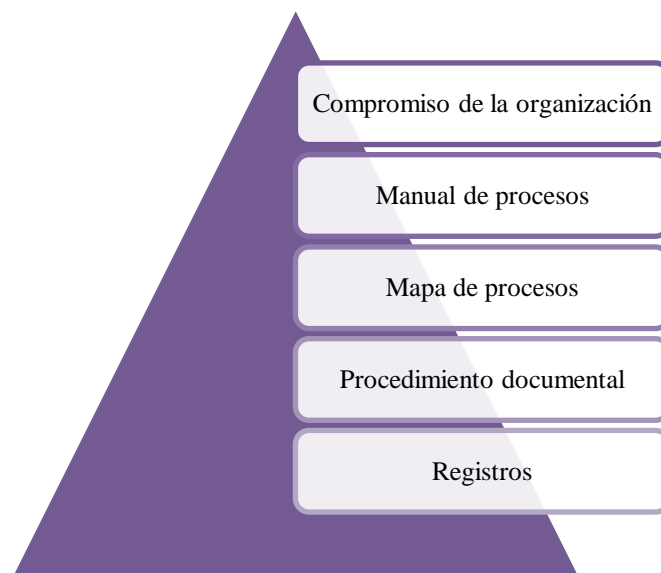 Compromiso de la organización
Manual de procesos
Mapa de procesos
Procedimiento documental
Registros